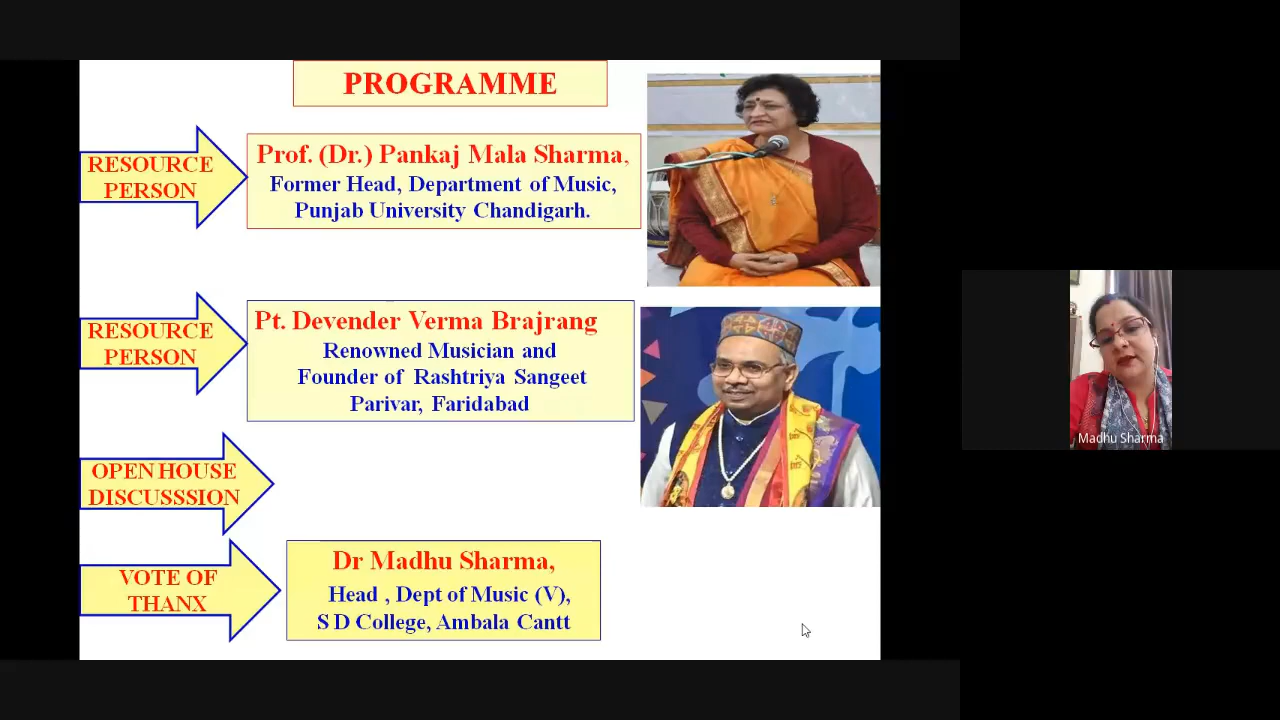 PROGRAMME
RESOURCE
PERSON
Prof. (Dr.) Pankaj Mala Sharma,
Former Head, Department of Music,
Punjab University Chandigarh.
RESOURCE
PERSON
Pt. Devender Verma Brajrang
Renowned Musician and
Founder of Rashtriya Sangeet
Parivar, Faridabad
OPEN HOUSE
DISCUSSSION
VOTE OF
THANX
Dr Madhu Sharma,
Head , Dept of Music (V),
S D College, Ambala Cantt
Madhu Sharma